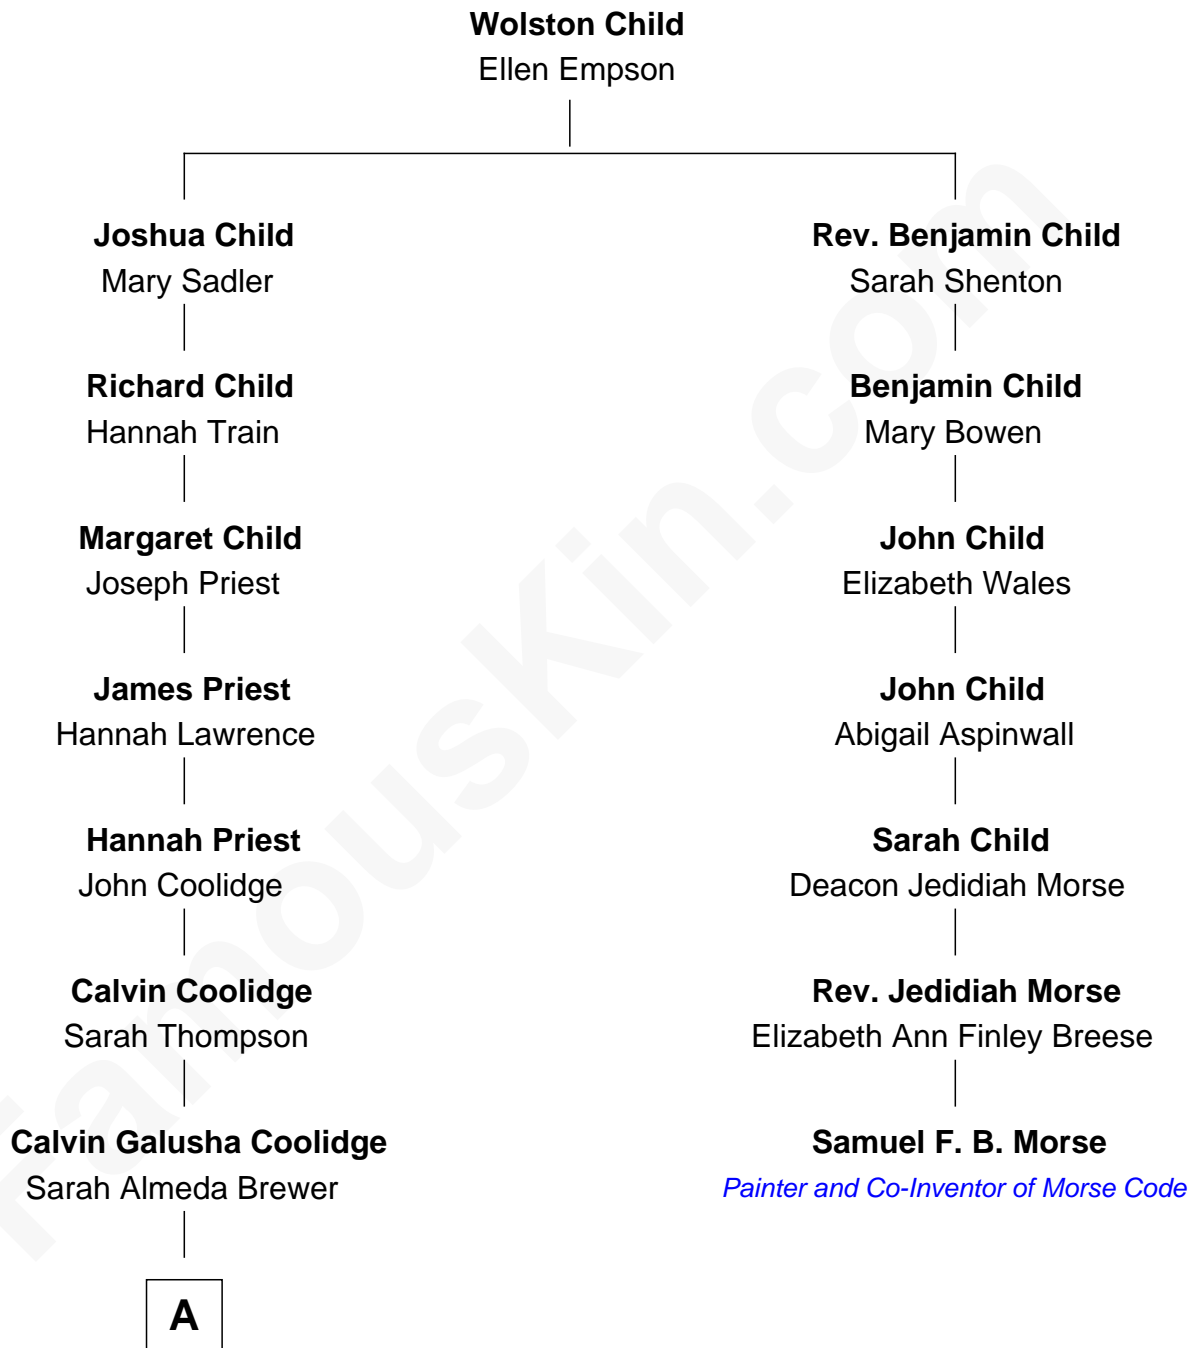 Wolston Child
Ellen Empson
Joshua Child
Mary Sadler
Rev. Benjamin Child
Sarah Shenton
Richard Child
Hannah Train
Benjamin Child
Mary Bowen
Margaret Child
Joseph Priest
John Child
Elizabeth Wales
James Priest
Hannah Lawrence
John Child
Abigail Aspinwall
Hannah Priest
John Coolidge
Sarah Child
Deacon Jedidiah Morse
Calvin Coolidge
Sarah Thompson
Rev. Jedidiah Morse
Elizabeth Ann Finley Breese
Calvin Galusha Coolidge
Sarah Almeda Brewer
Samuel F. B. Morse
Painter and Co-Inventor of Morse Code
A
FamousKin.com